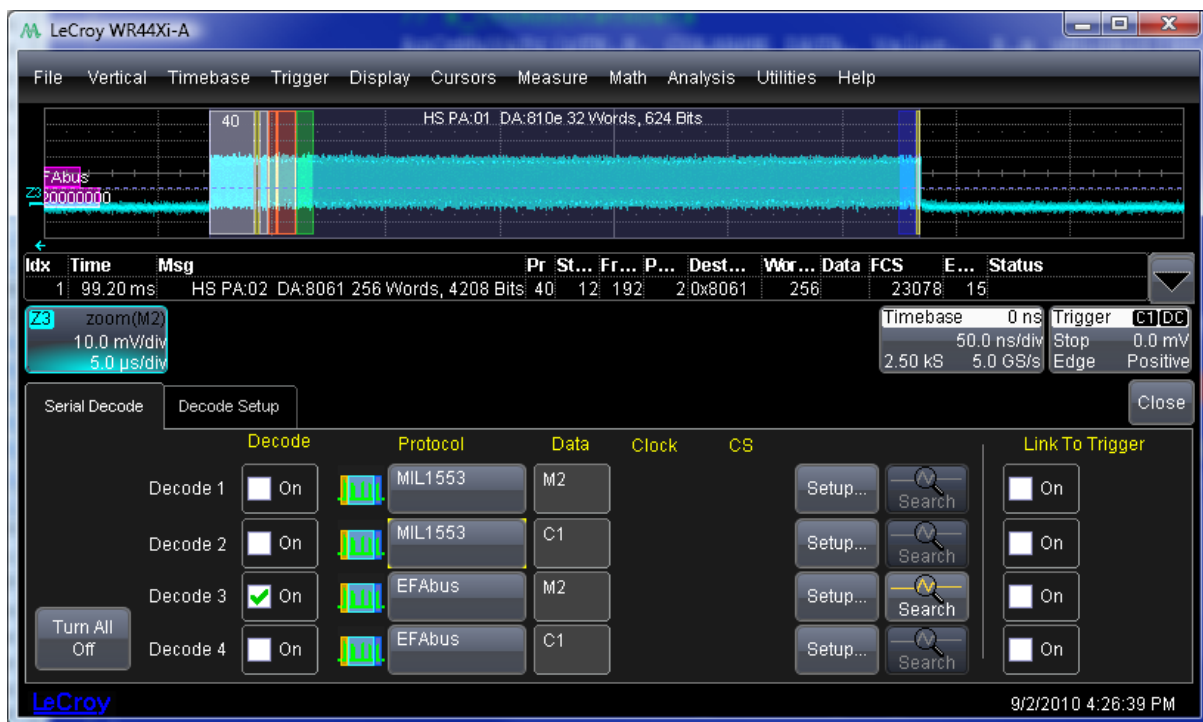 LeCroy WR44Xi-A
File Vertical Timebase Trigger Display Cursors Measure Math Analysis Utilities Help
40 HS PA:01 DA:810e 32 Words, 624 Bits
FAbus
Z3 20000000
Idx Time Msg Pr St... Fr... P... Dest... Wor... Data FCS E... Status
1 99.20 ms HS PA:02 DA:8061 256 Words, 4208 Bits 40 12 192 2 0x8061 256 23078 15
Z3 zoom(M2)
10.0 mV/div
5.0 µs/div
Timebase 0 ns
50.0 ns/div
2.50 kS 5.0 GS/s
Trigger C1 DC
Stop 0.0 mV
Edge Positive
Serial Decode Decode Setup Close
Decode Protocol Data Clock CS Link To Trigger
Decode 1 On MIL1553 M2 Setup... Search On
Decode 2 On MIL1553 C1 Setup... Search On
Decode 3 On EFAbus M2 Setup... Search On
Decode 4 On EFAbus C1 Setup... Search On
Turn All
Off
LeCroy 9/2/2010 4:26:39 PM